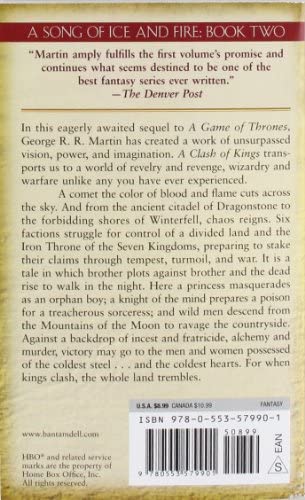 A SONG OF ICE AND FIRE: BOOK TWO
“Martin amply fulfills the first volume’s promise and
continues what seems destined to be one of the
best fantasy series ever written.”
—The Denver Post
In this eagerly awaited sequel to A Game of Thrones,
George R. R. Martin has created a work of unsurpassed
vision, power, and imagination. A Clash of Kings trans-
ports us to a world of revelry and revenge, wizardry and
warfare unlike any you have ever experienced.
A comet the color of blood and flame cuts across
the sky. And from the ancient citadel of Dragonstone to
the forbidding shores of Winterfell, chaos reigns. Six
factions struggle for control of a divided land and the
Iron Throne of the Seven Kingdoms, preparing to stake
their claims through tempest, turmoil, and war. It is a
tale in which brother plots against brother and the dead
rise to walk in the night. Here a princess masquerades
as an orphan boy; a knight of the mind prepares a poison
for a treacherous sorceress; and wild men descend from
the Mountains of the Moon to ravage the countryside.
Against a backdrop of incest and fratricide, alchemy and
murder, victory may go to the men and women possessed
of the coldest steel . . . and the coldest hearts. For when
kings clash, the whole land trembles.
U.S.A. $8.99 CANADA $10.99
FANTASY
ISBN 978-0-553-57990-1
50899
9 780553 579901
S
EAN
www.bantamdell.com
HBO® and related service
marks are the property of
Home Box Office, Inc.
All rights reserved.